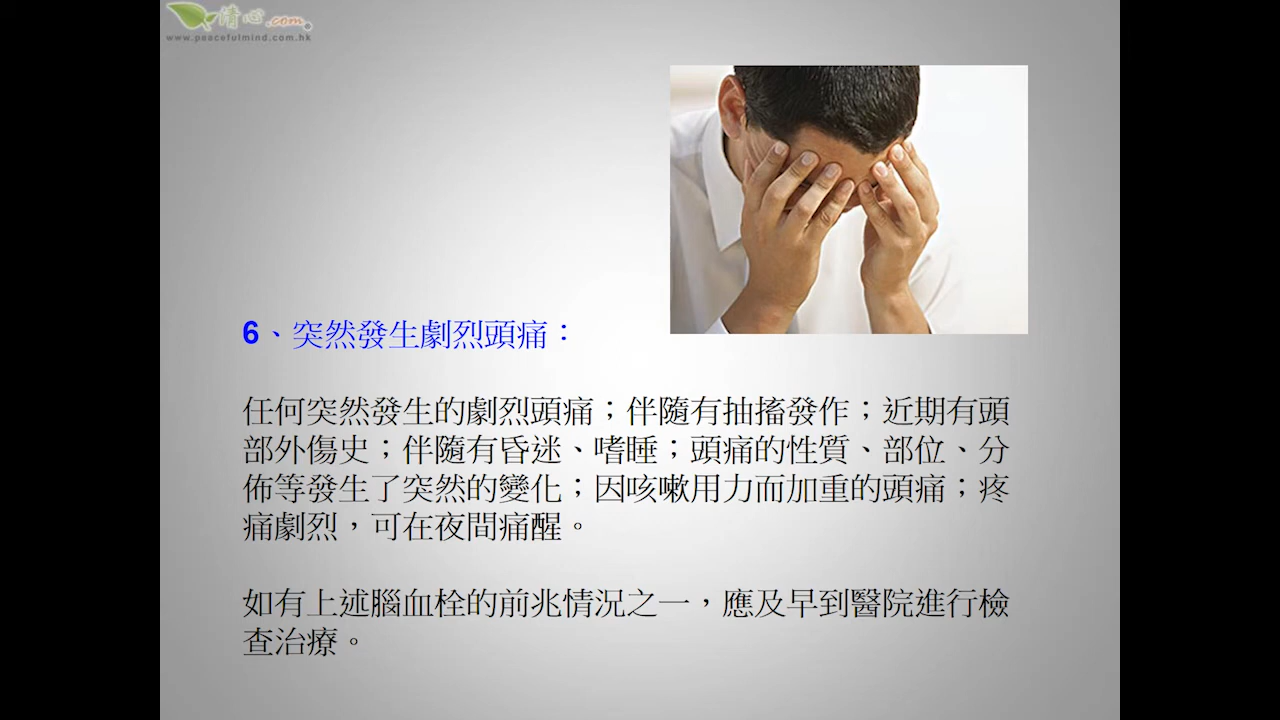 清心.com
www.peacefulmind.com.hk
6、突然發生劇烈頭痛：
任何突然發生的劇烈頭痛；伴隨有抽搐發作；近期有頭
部外傷史；伴隨有昏迷、嗜睡；頭痛的性質、部位、分
佈等發生了突然的變化；因咳嗽用力而加重的頭痛；疼
痛劇烈，可在夜間痛醒。
如有上述腦血栓的前兆情況之一，應及早到醫院進行檢
查治療。